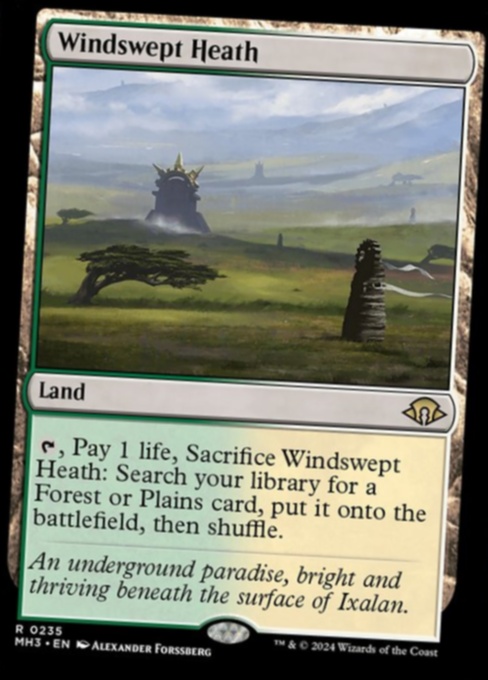 Windswept Heath
Land
, Pay 1 life, Sacrifice Windswept
Heath: Search your library for a
Forest or Plains card, put it onto the
battlefield, then shuffle.
An underground paradise, bright and
thriving beneath the surface of Ixalan.
R 0235
MH3 • EN ALEXANDER FORSSBERG
™ & © 2024 Wizards of the Coast